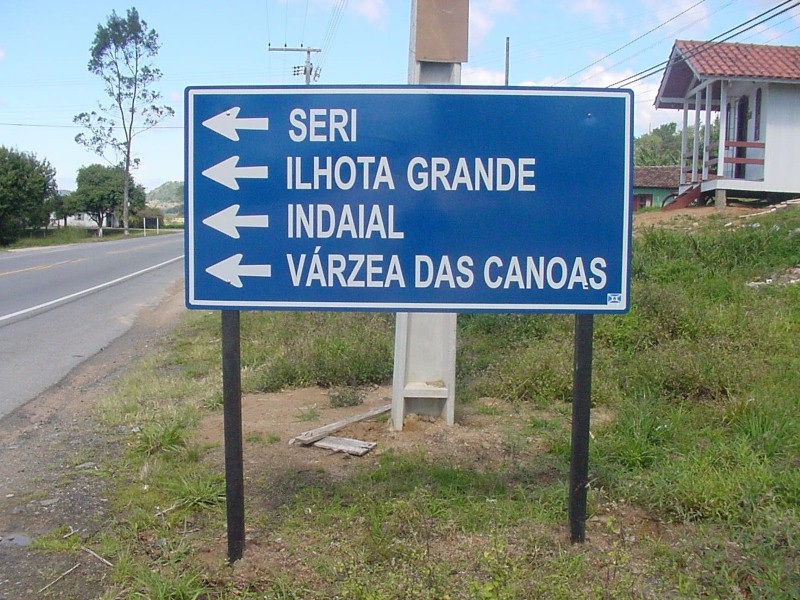 SERI
ILHOTA GRANDE
INDAIAL
VÁRZEA DAS CANOAS